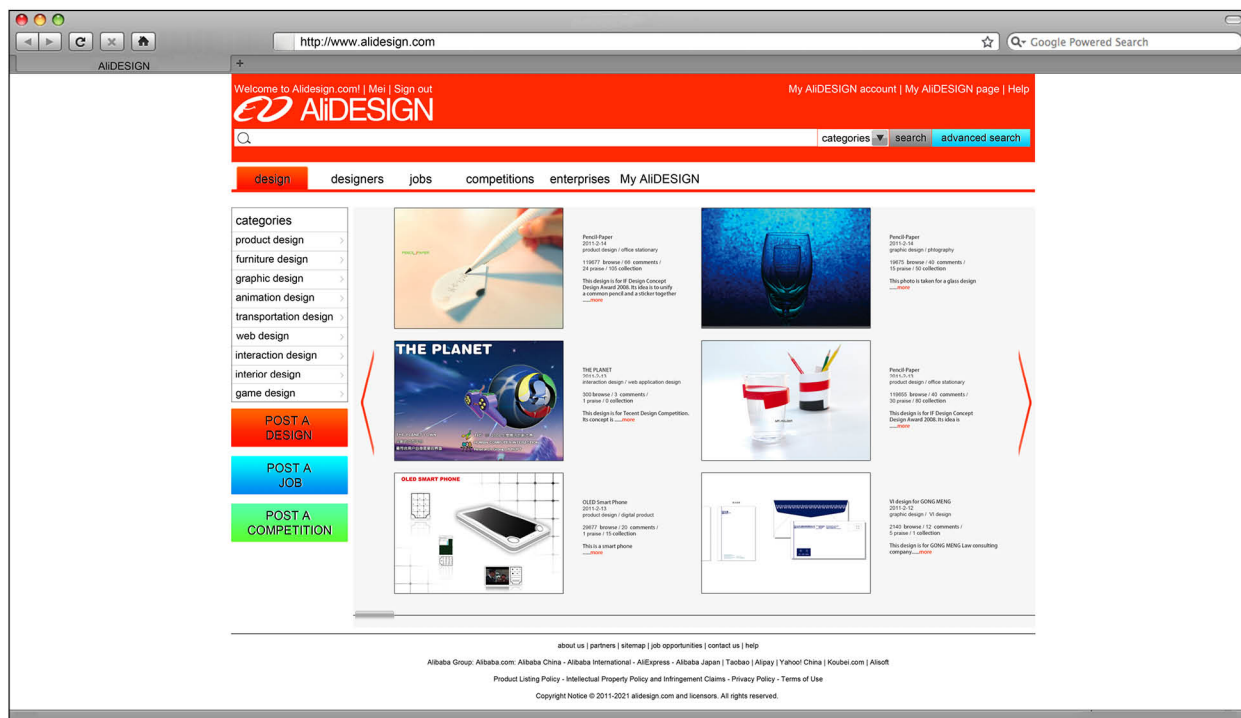 http://www.alidesign.com
Google Powered Search
AliDESIGN
Welcome to Alidesign.com! | Mei | Sign out
My AliDESIGN account | My AliDESIGN page | Help
AliDESIGN
categories
search
advanced search
design
designers
jobs
competitions
enterprises
My AliDESIGN
categories
product design
furniture design
graphic design
animation design
transportation design
web design
interaction design
interior design
game design
POST A
DESIGN
POST A
JOB
POST A
COMPETITION
Pencil-Paper
2011-2-14
product design / office stationary
119677 browse / 66 comments /
24 praise / 105 collection
This design is for IF Design Concept
Design Award 2008. Its idea is to unify
a common pencil and a sticker together
......more
Pencil-Paper
2011-2-14
graphic design / phtography
19675 browse / 40 comments /
15 praise / 50 collection
This photo is taken for a glass design
......more
THE PLANET
THE PLANET
2011-2-13
interaction design / web application design
300 browse / 3 comments /
1 praise / 0 collection
This design is for Tecent Design Competition.
Its concept is ......more
Pencil-Paper
2011-2-13
product design / office stationary
119655 browse / 40 comments /
30 praise / 80 collection
This design is for IF Design Concept
Design Award 2008. Its idea is
......more
OLED SMART PHONE
OLED Smart Phone
2011-2-13
product design / digital product
29877 browse / 20 comments /
1 praise / 15 collection
This is a smart phone
......more
VI design for GONG MENG
2011-2-12
graphic design / VI design
2140 browse / 12 comments /
5 praise / 1 collection
This design is for GONG MENG Law consulting
company......more
about us | partners | sitemap | job opportunities | contact us | help
Alibaba Group: Alibaba.com: Alibaba China - Alibaba International - AliExpress - Alibaba Japan | Taobao | Alipay | Yahoo! China | Koubei.com | Alisoft
Product Listing Policy - Intellectual Property Policy and Infringement Claims - Privacy Policy - Terms of Use
Copyright Notice © 2011-2021 alidesign.com and licensors. All rights reserved.